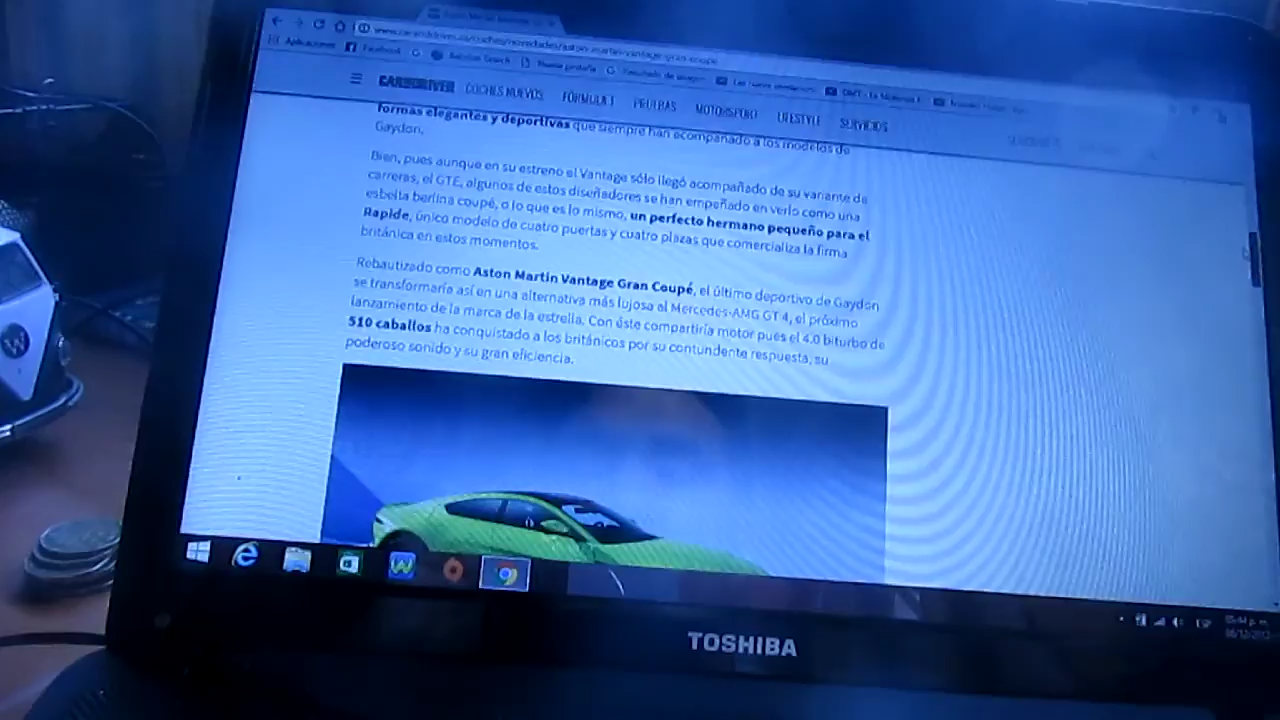 Aplicaciones Facebook
CARANDDRIVER COCHES NUEVOS FÓRMULA 1 PRUEBAS MOTORSPORT LIFESTYLE SERVICIOS
formas elegantes y deportivas que siempre han acompañado a los modelos de
Gaydon.
Bien, pues aunque en su estreno el Vantage sólo llegó acompañado de su variante de
carreras, el GTE, algunos de estos diseñadores se han empeñado en verlo como una
esbelta berlina coupé, o lo que es lo mismo, un perfecto hermano pequeño para el
Rapide, único modelo de cuatro puertas y cuatro plazas que comercializa la firma
británica en estos momentos.
Rebautizado como Aston Martin Vantage Gran Coupé, el último deportivo de Gaydon
se transformaría así en una alternativa más lujosa al Mercedes-AMG GT 4, el próximo
lanzamiento de la marca de la estrella. Con éste compartiría motor pues el 4.0 biturbo de
510 caballos ha conquistado a los británicos por su contundente respuesta, su
poderoso sonido y su gran eficiencia.
TOSHIBA